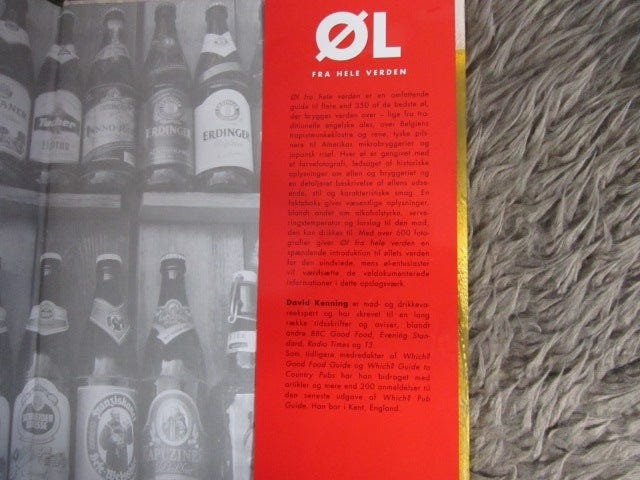 ØL
FRA HELE VERDEN
Øl fra hele verden er en omfattende
guide til flere end 350 af de bedste øl,
der brygget verden over – lige fra tra-
ditionelle engelske ales, over Belgiens
trapistmunkeklostre og rene, tyske pils-
nere til Amerikas mikrobryggeriet og
japansk risøl. Hver øl er gengivet med
et farvefotografi, ledsaget af historiske
oplysninger om øllen og bryggeriet og
en detaljeret beskrivelse af øllens udse-
ende, stil og karakteristiske smag. En
faktaboks giver væsentlige oplysninger,
blandt andet om alkoholstyrke, serve-
ringstemperatur og forslag til den mad,
den kan drikkes til. Med over 600 foto-
grafier giver Øl fra hele verden en
spændende introduktion til øllets verden
for den uindviede, mens øl-entusiaster
vil værdsætte de veldokumenterede
informationer i dette opslagsværk.
David Kenning er mad- og drikkeva-
reekspert og har skrevet til en lang
række tidsskrifter og aviser, blandt
andre BBC Good Food, Evening Stan-
dard, Radio Times og T3.
Som tidligere medredaktør af Which?
Good Food Guide og Which? Guide to
Country Pubs har han bidraget med
artikler og mere end 200 anmeldelser til
den seneste udgave af Which? Pub
Guide. Han bor i Kent, England.
Tucher
ERDINGER
ERDINGER
KAPUZINER